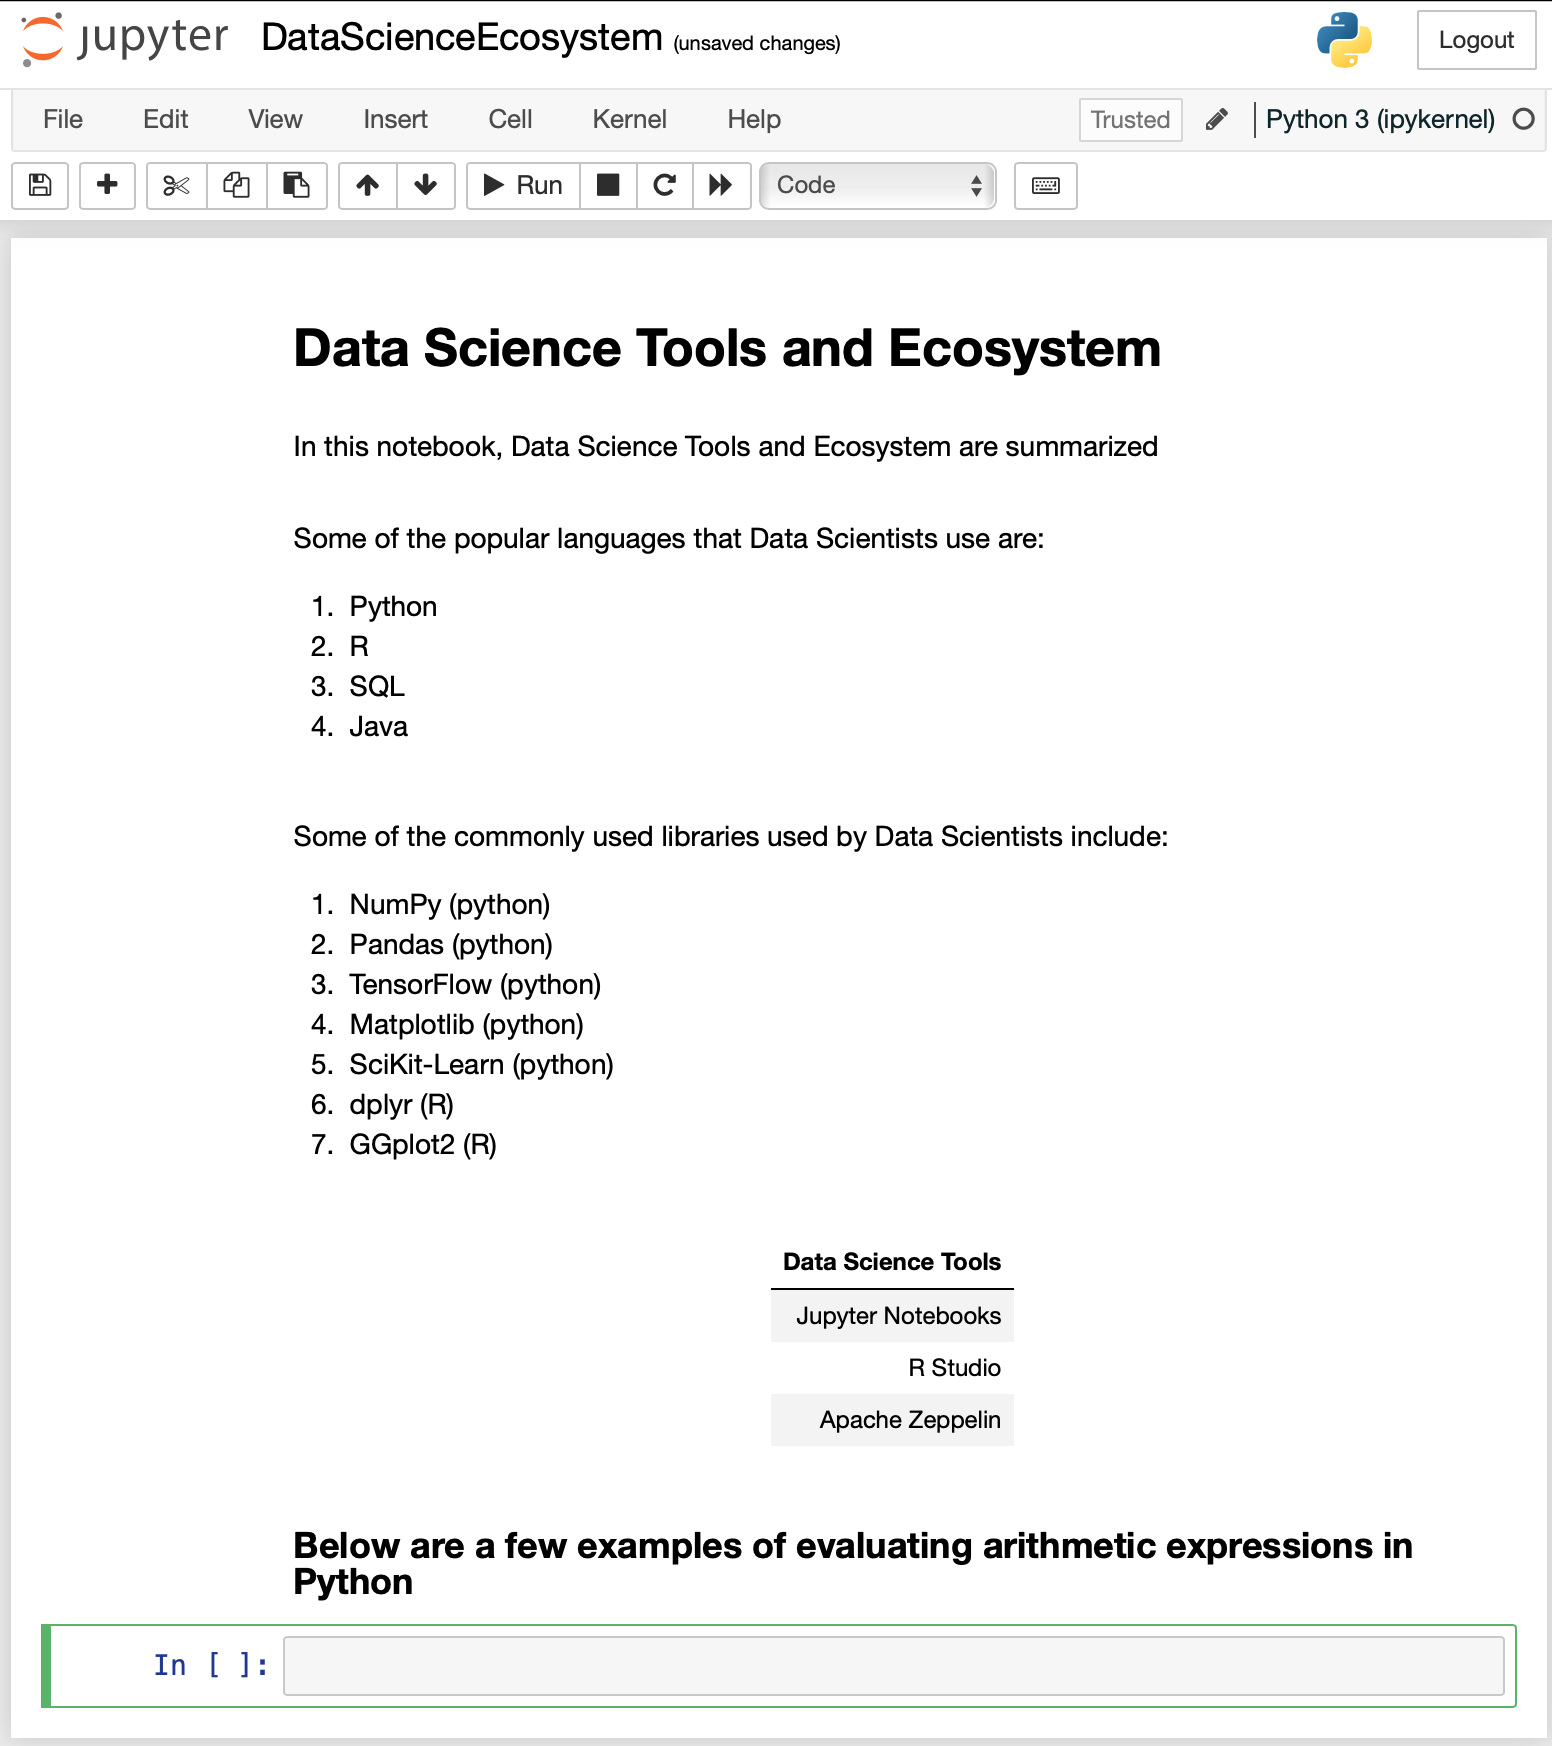 jupyter DataScienceEcosystem (unsaved changes) Logout
File Edit View Insert Cell Kernel Help Trusted Python 3 (ipykernel)
Run Code
Data Science Tools and Ecosystem
In this notebook, Data Science Tools and Ecosystem are summarized
Some of the popular languages that Data Scientists use are:
1. Python
2. R
3. SQL
4. Java
Some of the commonly used libraries used by Data Scientists include:
1. NumPy (python)
2. Pandas (python)
3. TensorFlow (python)
4. Matplotlib (python)
5. SciKit-Learn (python)
6. dplyr (R)
7. GGplot2 (R)
Data Science Tools
Jupyter Notebooks
R Studio
Apache Zeppelin
Below are a few examples of evaluating arithmetic expressions in
Python
In [ ]: